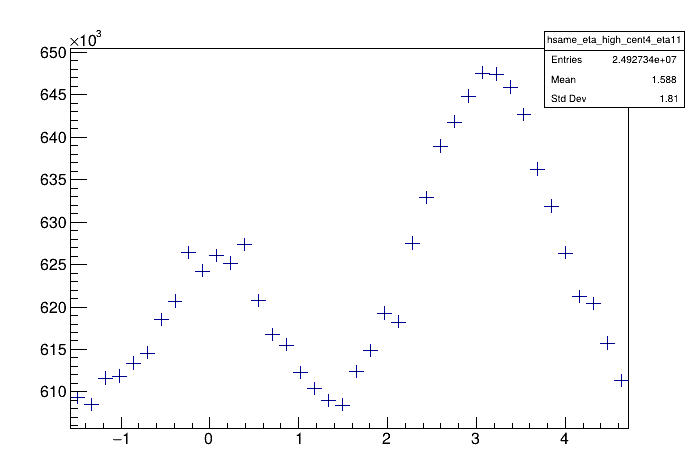 ×10³
hsame_eta_high_cent4_eta11
Entries 2.492734e+07
Mean 1.588
Std Dev 1.81
650
645
640
635
630
625
620
615
610
−1 0 1 2 3 4